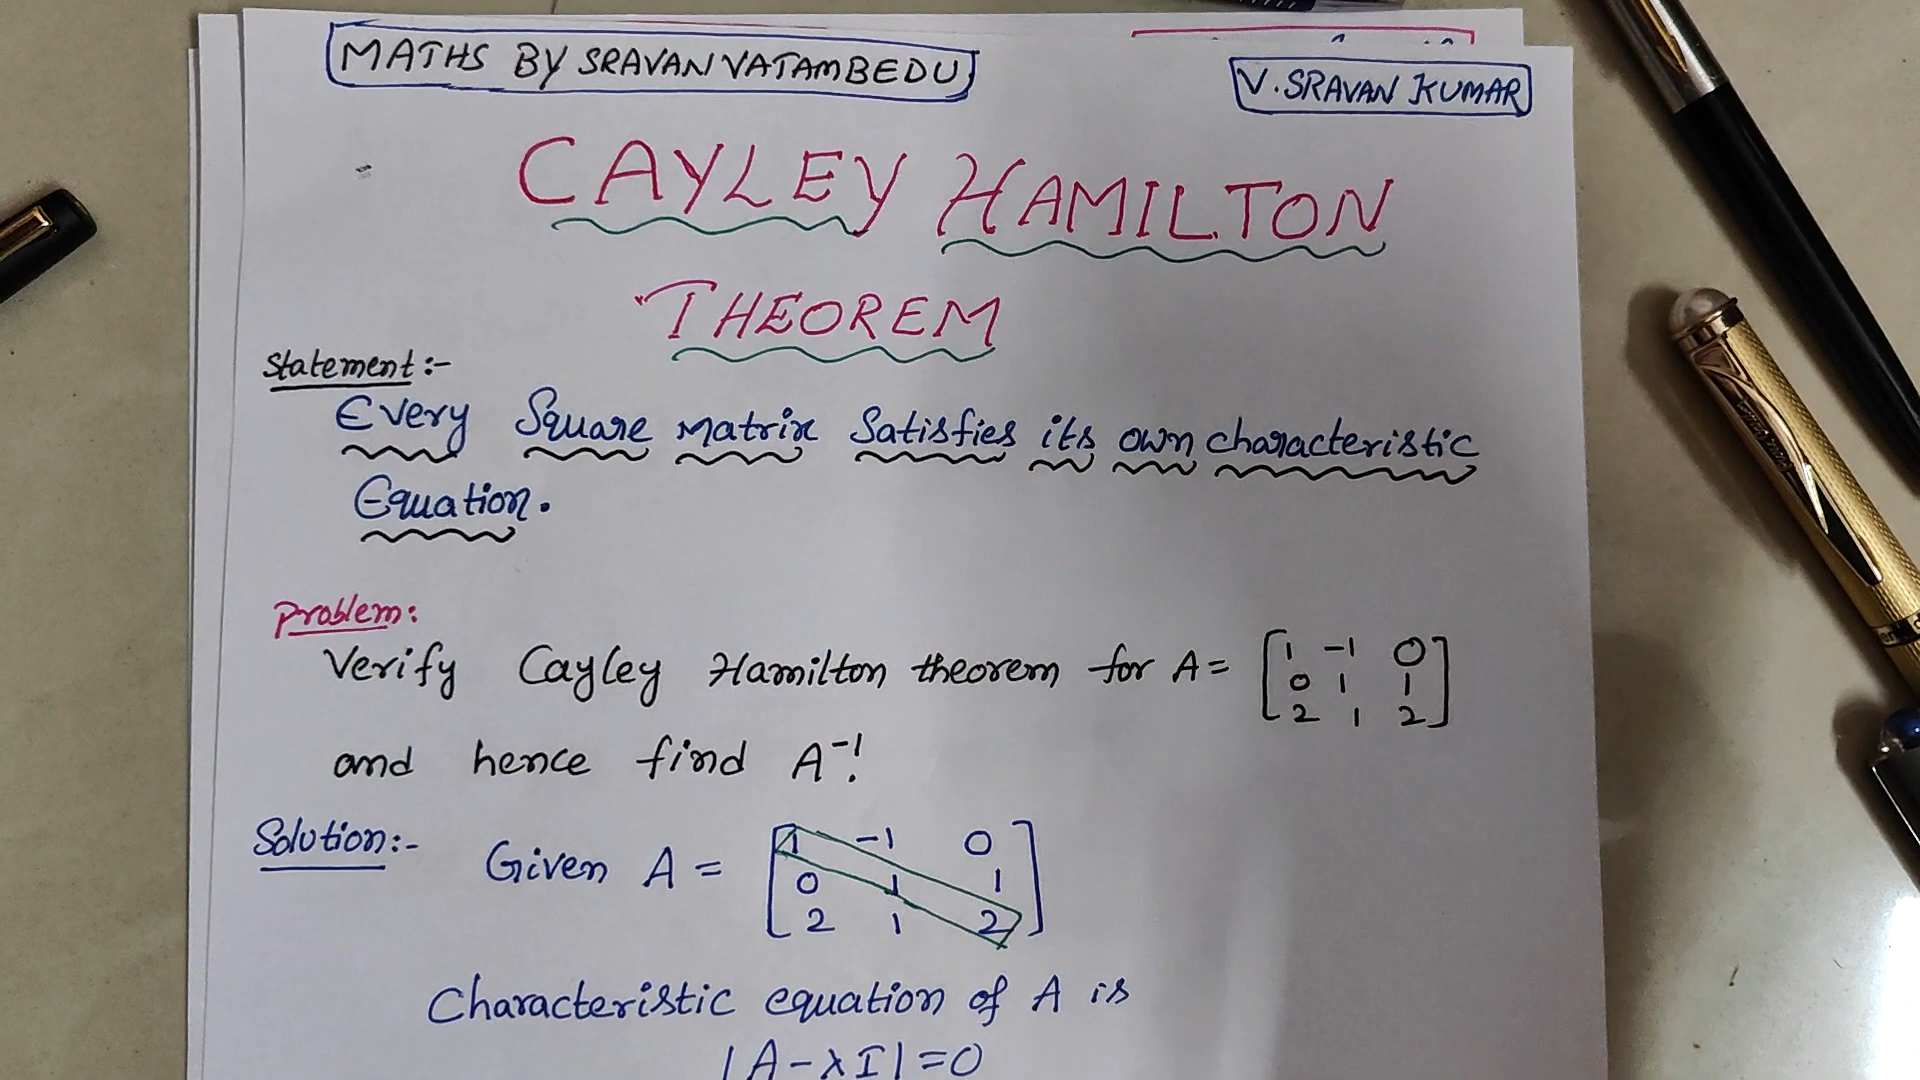 MATHS BY SRAVAN VATAMBEDU
V. SRAVAN KUMAR
CAYLEY HAMILTON
THEOREM
Statement :-
Every Square matrix Satisfies its own characteristic
Equation.
Problem:
Verify Cayley Hamilton theorem for A = [1 -1 0
0 1 1
2 1 2]
and hence find A⁻¹.
Solution:-
Given A = [1 -1 0
0 1 1
2 1 2]
Characteristic equation of A is
|A-λI|=0